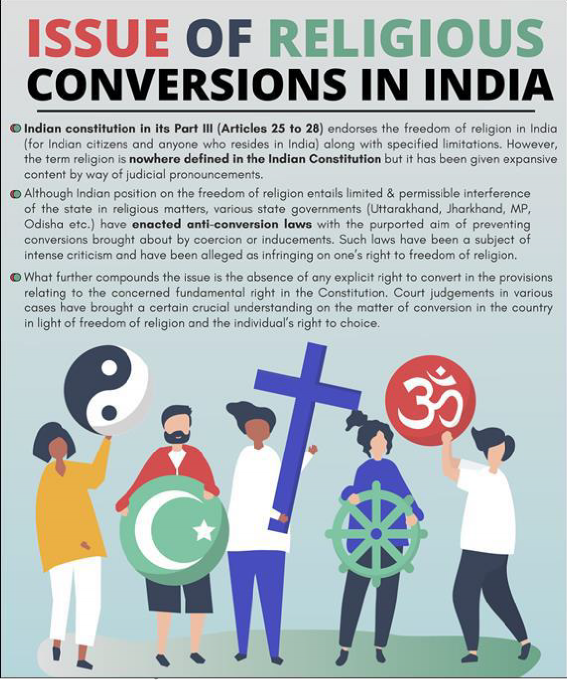 ISSUE OF RELIGIOUS
CONVERSIONS IN INDIA
Indian constitution in its Part III (Articles 25 to 28) endorses the freedom of religion in India
(for Indian citizens and anyone who resides in India) along with specified limitations. However,
the term religion is nowhere defined in the Indian Constitution but it has been given expansive
content by way of judicial pronouncements.
Although Indian position on the freedom of religion entails limited & permissible interference
of the state in religious matters, various state governments (Uttarakhand, Jharkhand, MP,
Odisha etc.) have enacted anti-conversion laws with the purported aim of preventing
conversions brought about by coercion or inducements. Such laws have been a subject of
intense criticism and have been alleged as infringing on one's right to freedom of religion.
What further compounds the issue is the absence of any explicit right to convert in the provisions
relating to the concerned fundamental right in the Constitution. Court judgements in various
cases have brought a certain crucial understanding on the matter of conversion in the country
in light of freedom of religion and the individual's right to choice.
ॐ